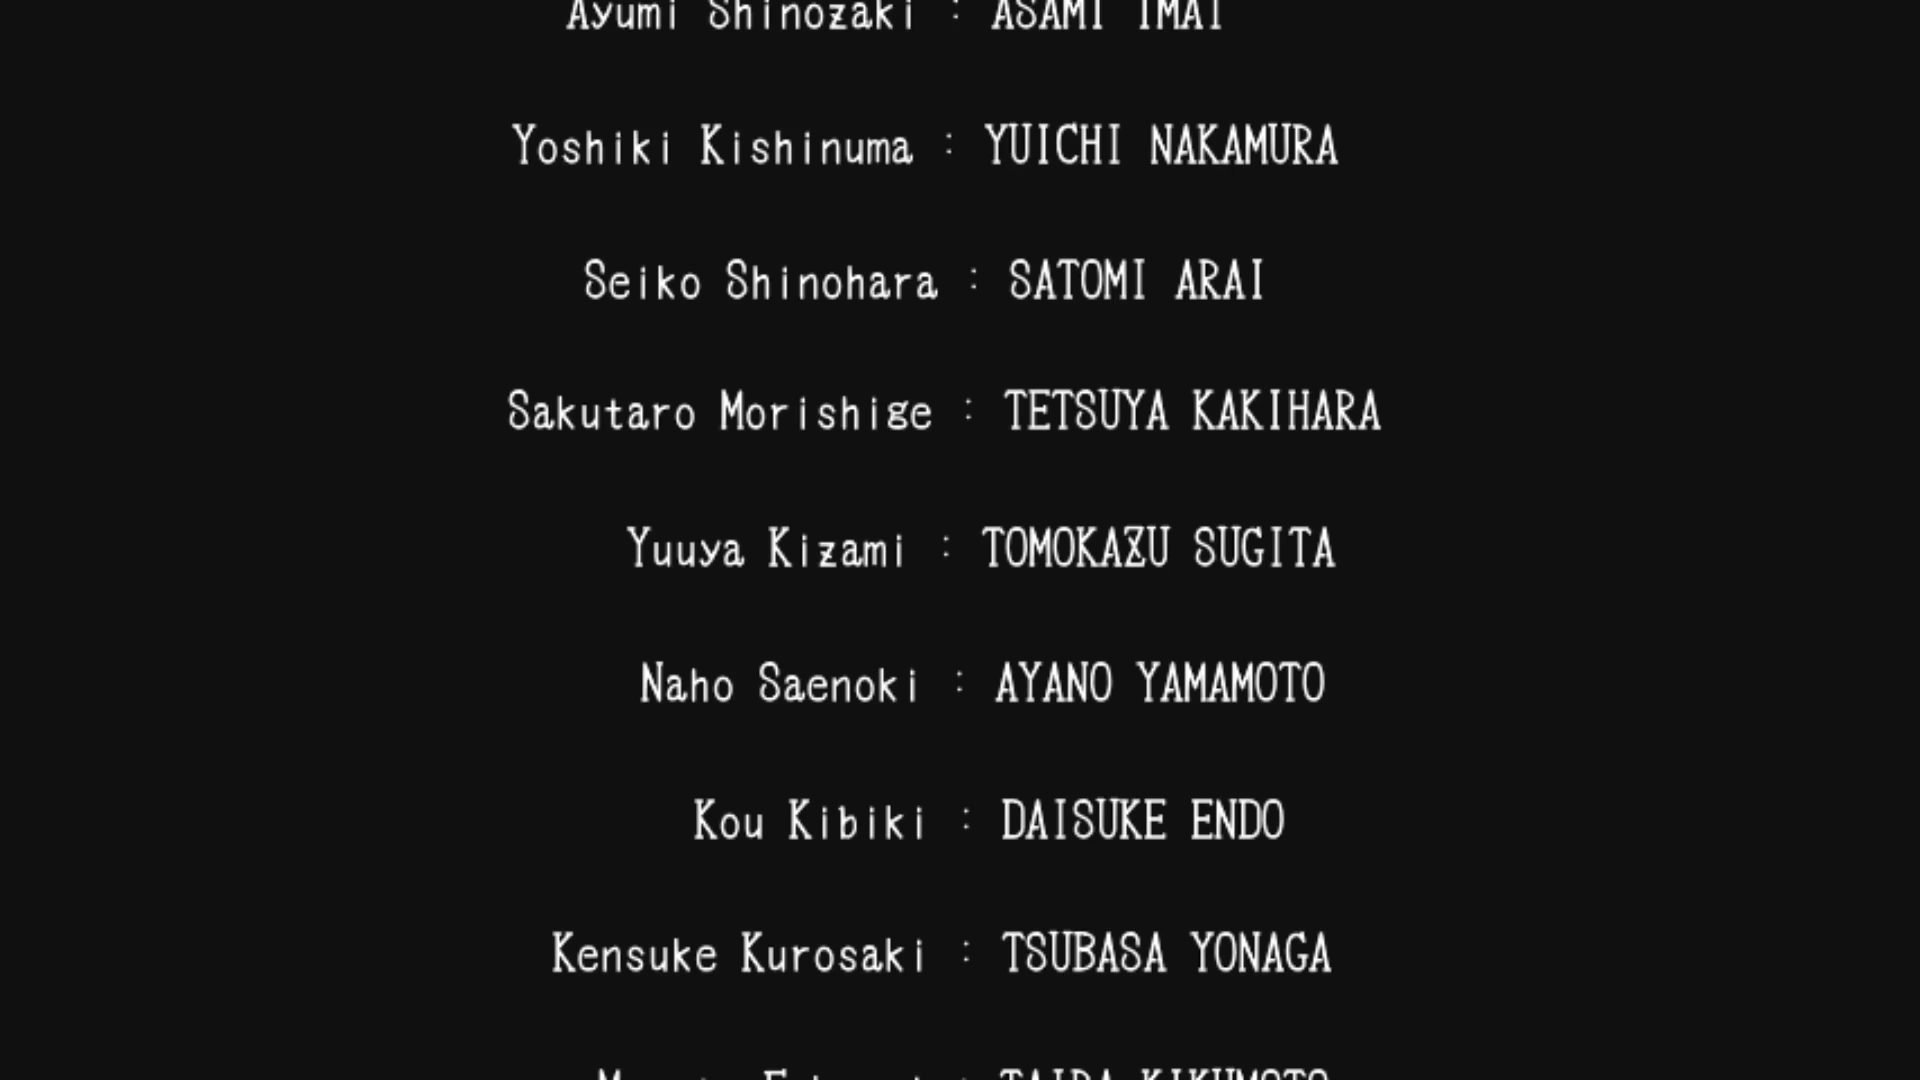 Ayumi Shinozaki : ASAMI IMAI
Yoshiki Kishinuma : YUICHI NAKAMURA
Seiko Shinohara : SATOMI ARAI
Sakutaro Morishige : TETSUYA KAKIHARA
Yuuya Kizami : TOMOKAZU SUGITA
Naho Saenoki : AYANO YAMAMOTO
Kou Kibiki : DAISUKE ENDO
Kensuke Kurosaki : TSUBASA YONAGA